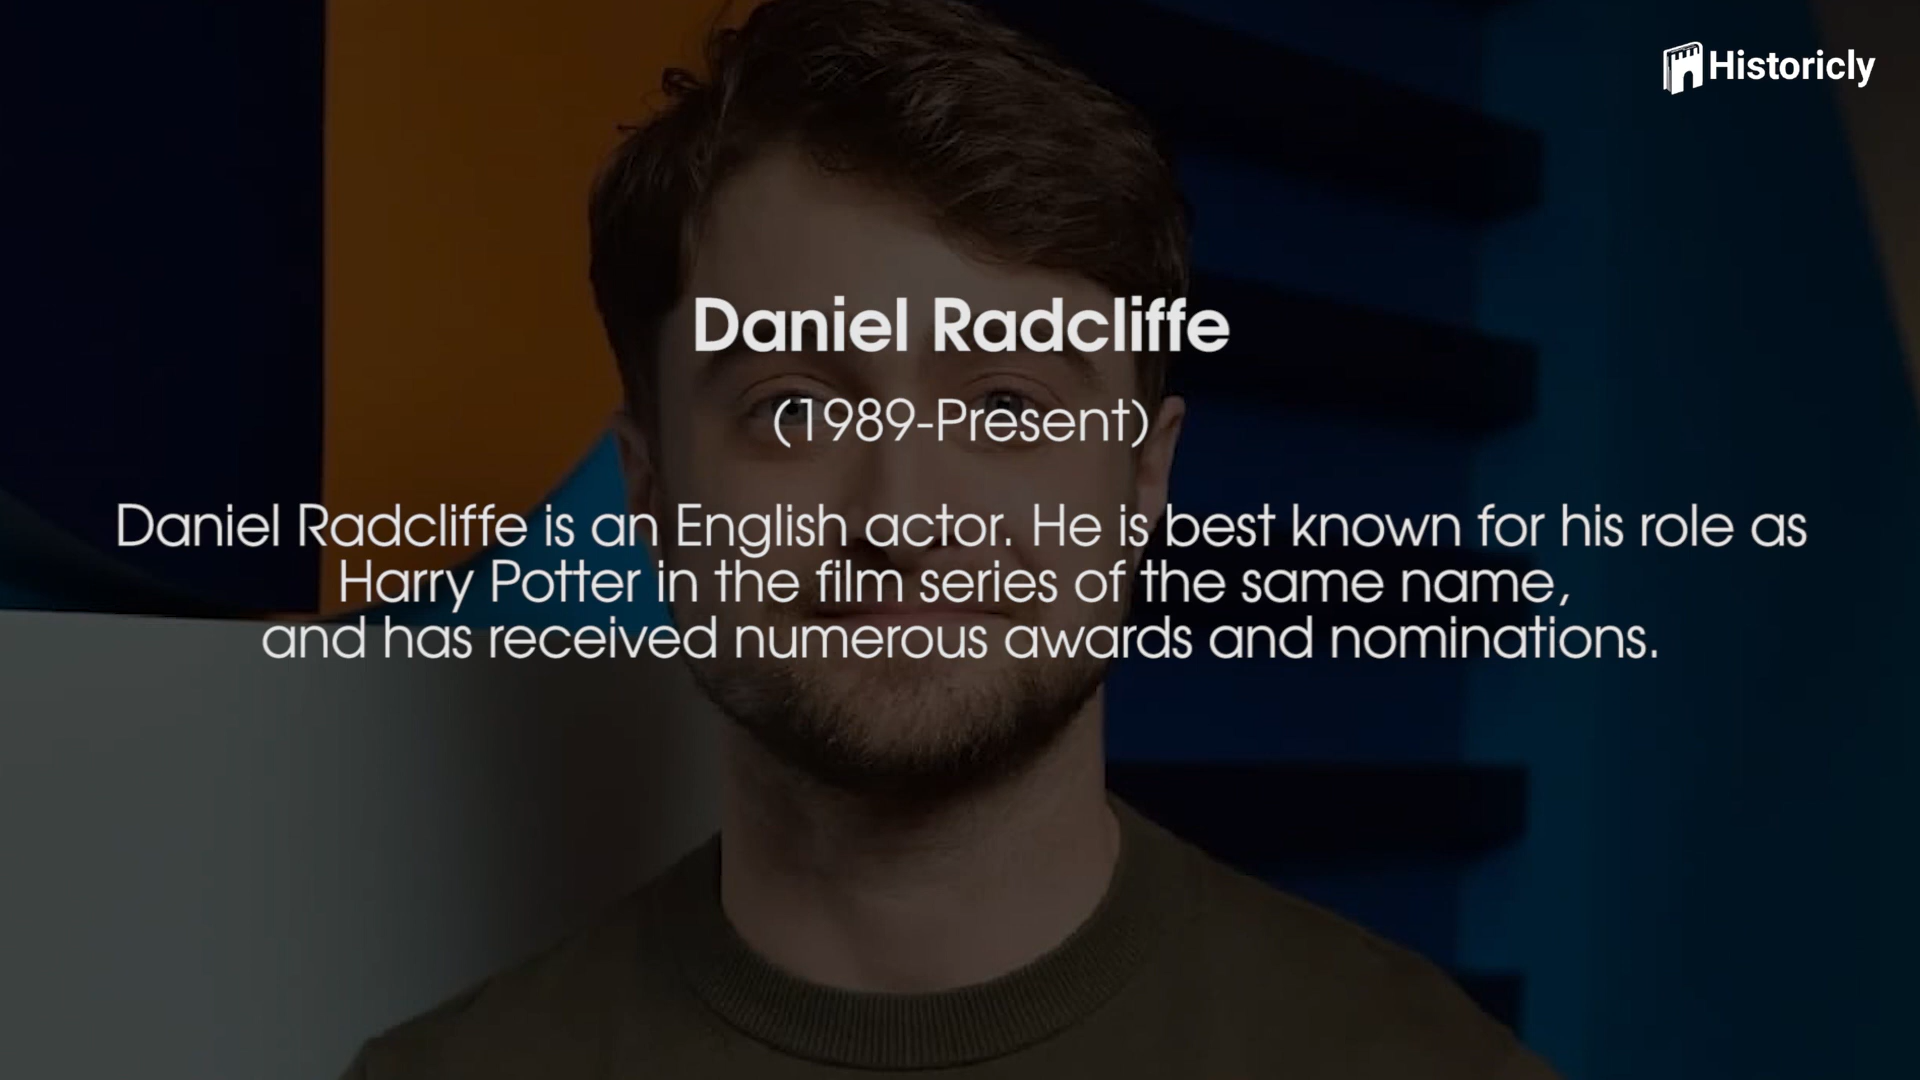 Historicly
Daniel Radcliffe
(1989-Present)
Daniel Radcliffe is an English actor. He is best known for his role as
Harry Potter in the film series of the same name,
and has received numerous awards and nominations.